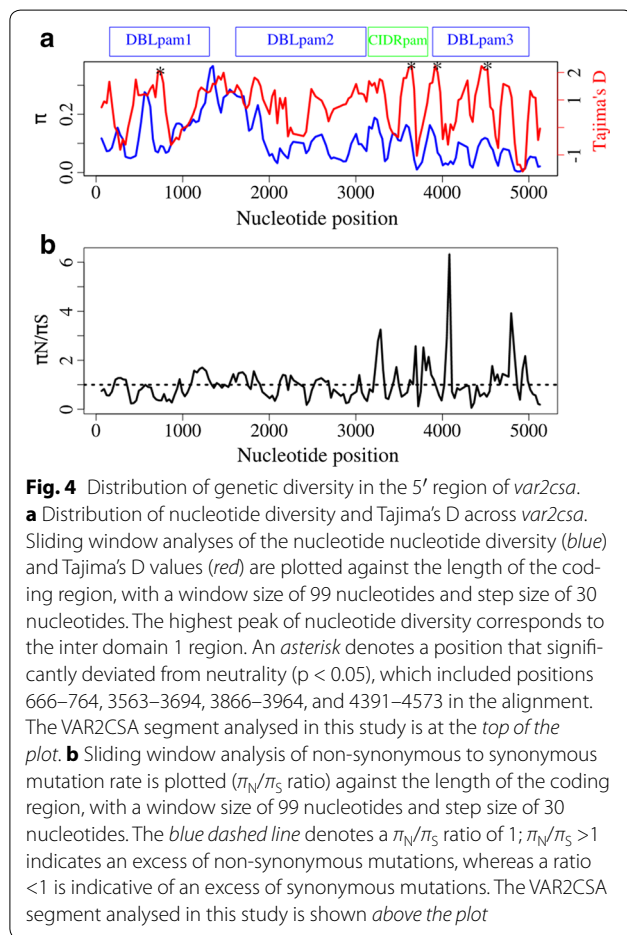 a
DBLpam1 DBLpam2 CIDRpam DBLpam3
* * * *
π
0.0 0.2
Tajima's D
-1 1 2
0 1000 2000 3000 4000 5000
Nucleotide position
b
πN/πS
0 2 4 6
0 1000 2000 3000 4000 5000
Nucleotide position
Fig. 4 Distribution of genetic diversity in the 5′ region of var2csa.
a Distribution of nucleotide diversity and Tajima's D across var2csa.
Sliding window analyses of the nucleotide nucleotide diversity (blue)
and Tajima's D values (red) are plotted against the length of the cod-
ing region, with a window size of 99 nucleotides and step size of 30
nucleotides. The highest peak of nucleotide diversity corresponds to
the inter domain 1 region. An asterisk denotes a position that signifi-
cantly deviated from neutrality (p < 0.05), which included positions
666–764, 3563–3694, 3866–3964, and 4391–4573 in the alignment.
The VAR2CSA segment analysed in this study is at the top of the
plot. b Sliding window analysis of non-synonymous to synonymous
mutation rate is plotted (πN/πS ratio) against the length of the coding
region, with a window size of 99 nucleotides and step size of 30
nucleotides. The blue dashed line denotes a πN/πS ratio of 1; πN/πS >1
indicates an excess of non-synonymous mutations, whereas a ratio
<1 is indicative of an excess of synonymous mutations. The VAR2CSA
segment analysed in this study is shown above the plot